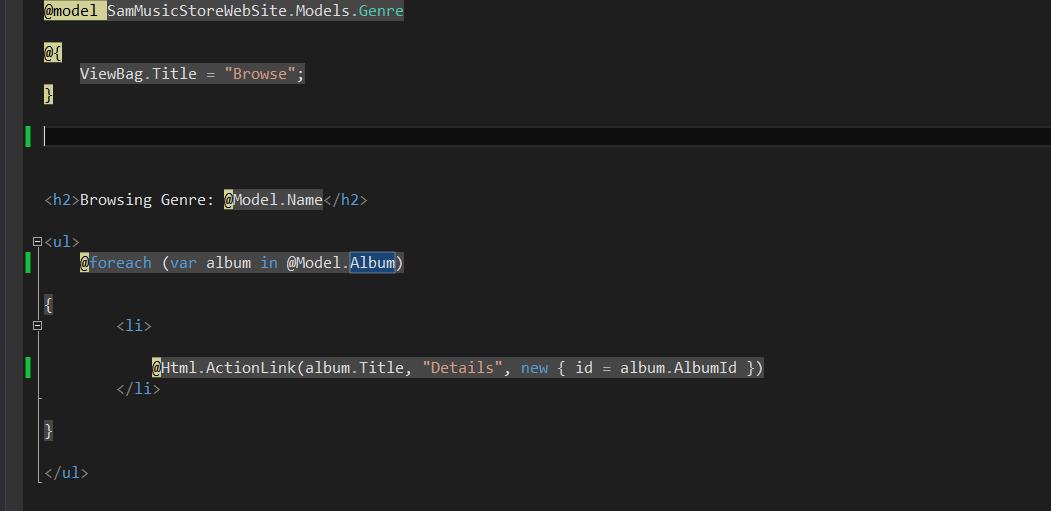 @model SamMusicStoreWebSite.Models.Genre
@{
ViewBag.Title = "Browse";
}
<h2>Browsing Genre: @Model.Name</h2>
<ul>
@foreach (var album in @Model.Album)
{
<li>
@Html.ActionLink(album.Title, "Details", new { id = album.AlbumId })
</li>
}
</ul>